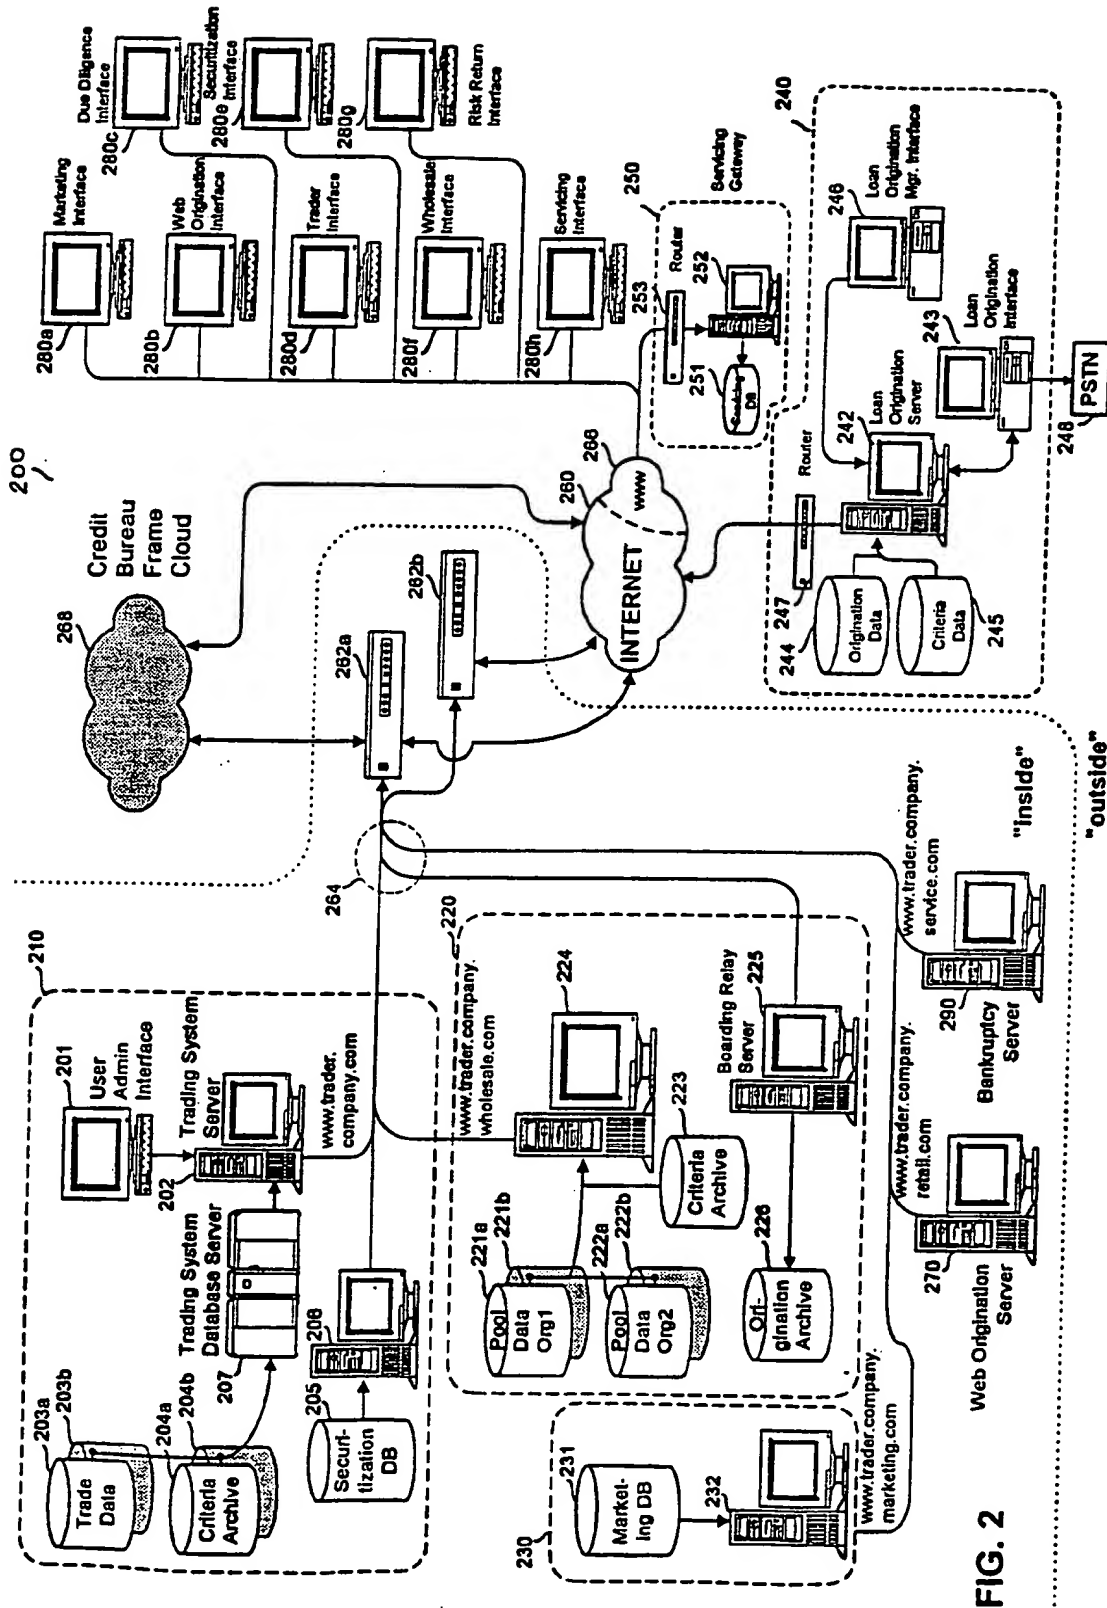 200
Credit
Bureau
Frame
Cloud
268
262a
262b
264
INTERNET
260
266
WWW
210
201
User
Admin
Interface
Trading System
Server
202
Trading System
Database Server
207
203a
203b
Trade
Data
204a
204b
Criteria
Archive
205
Securi-
tization
DB
206
www.trader.
company.com
220
www.trader.company.
wholesale.com
224
221a
221b
Pool
Data
Org1
222a
222b
Pool
Data
Org2
223
Criteria
Archive
Boarding Relay
Server
225
226
Ori-
gination
Archive
230
231
Market-
ing DB
232
www.trader.company.
marketing.com
www.trader.company.
retail.com
270
Web Origination
Server
www.trader.company.
service.com
290
Bankruptcy
Server
"inside"
"outside"
Marketing
Interface
280a
Web
Origination
Interface
280b
Due Diligence
Interface
280c
Trader
Interface
280d
Securitization
Interface
280e
Wholesale
Interface
280f
280g
Risk Return
Interface
Servicing
Interface
280h
250
Servicing
Gateway
Router
253
252
251
Servicing
DB
240
246
Loan
Origination
Mgr. Interface
243
Loan
Origination
Interface
242
Loan
Origination
Server
Router
247
244
Origination
Data
Criteria
Data
245
PSTN
248
FIG. 2